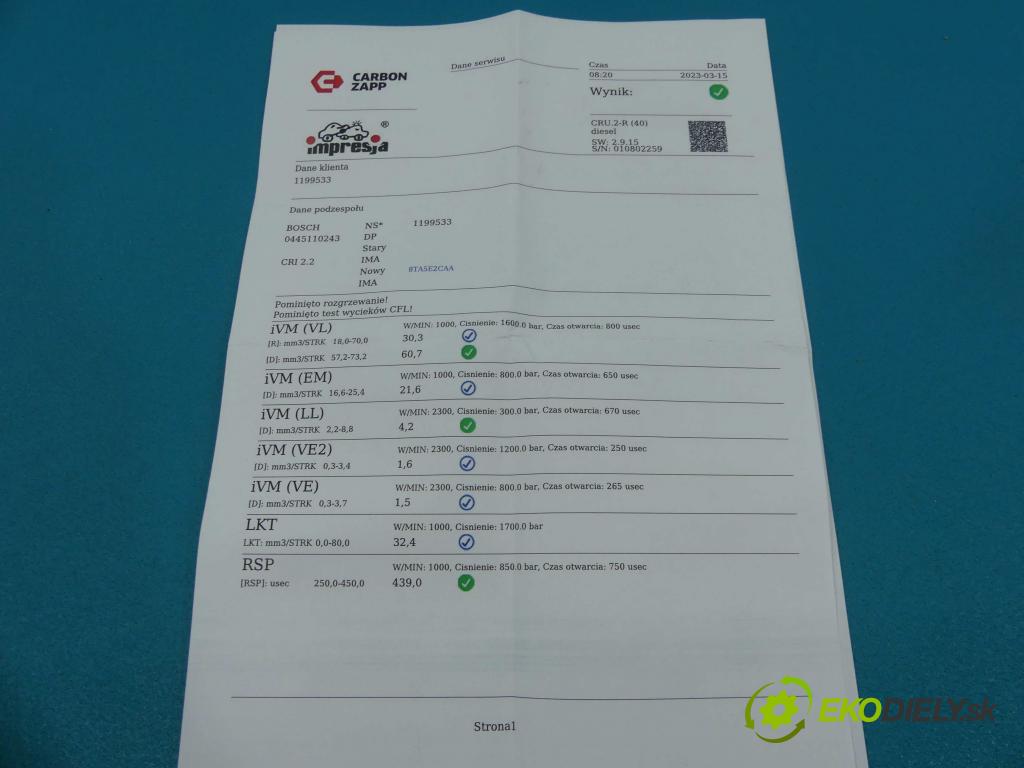 CARBON
ZAPP
Dane serwisu
Czas Data
08:20 2023-03-15
Wynik:
impresja ®
CRU.2-R (40)
diesel
SW: 2.9.15
S/N: 010802259
Dane klienta
1199533
Dane podzespołu
BOSCH NS* 1199533
0445110243 DP
Stary
CRI 2.2 IMA
Nowy 8TA5E2CAA
IMA
Pominięto rozgrzewanie!
Pominięto test wycieków CFL!
iVM (VL) W/MIN: 1000, Cisnienie: 1600.0 bar, Czas otwarcia: 800 usec
[R]: mm3/STRK 18,0-70,0 30,3
[D]: mm3/STRK 57,2-73,2 60,7
iVM (EM) W/MIN: 1000, Cisnienie: 800.0 bar, Czas otwarcia: 650 usec
[D]: mm3/STRK 16,6-25,4 21,6
iVM (LL) W/MIN: 2300, Cisnienie: 300.0 bar, Czas otwarcia: 670 usec
[D]: mm3/STRK 2,2-8,8 4,2
iVM (VE2) W/MIN: 2300, Cisnienie: 1200.0 bar, Czas otwarcia: 250 usec
[D]: mm3/STRK 0,3-3,4 1,6
iVM (VE) W/MIN: 2300, Cisnienie: 800.0 bar, Czas otwarcia: 265 usec
[D]: mm3/STRK 0,3-3,7 1,5
LKT W/MIN: 1000, Cisnienie: 1700.0 bar
LKT: mm3/STRK 0,0-80,0 32,4
RSP W/MIN: 1000, Cisnienie: 850.0 bar, Czas otwarcia: 750 usec
[RSP]: usec 250,0-450,0 439,0
Strona1
EKODIELY.sk